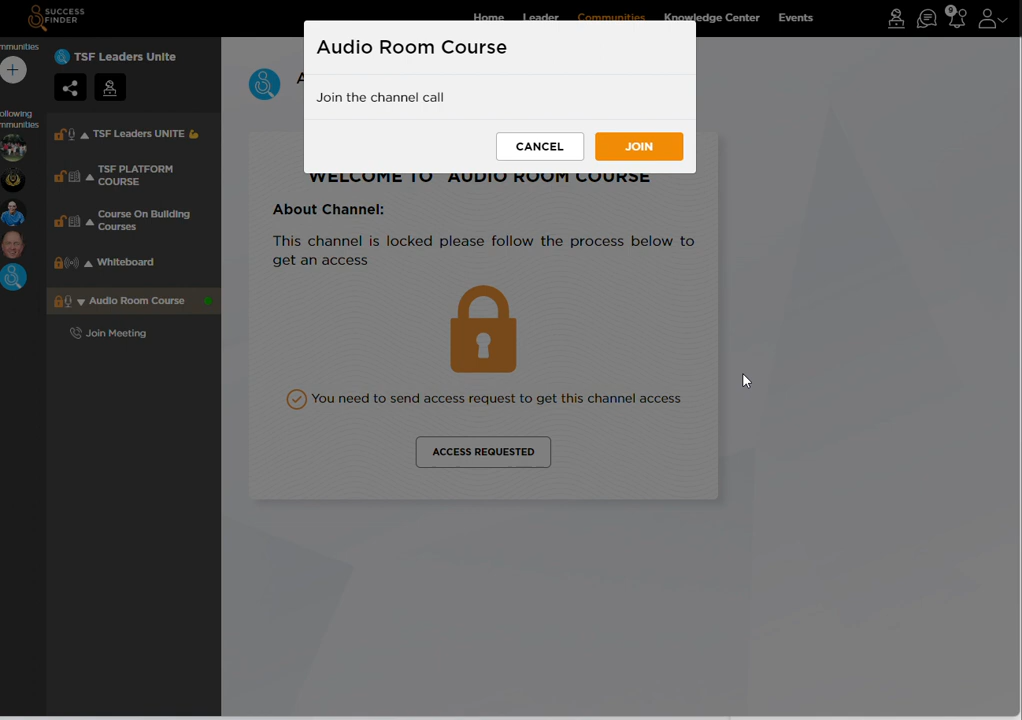 SUCCESS
FINDER
Home Leader Communities Knowledge Center Events
9
Audio Room Course
Join the channel call
CANCEL JOIN
mmunities
ollowing
mmunities
TSF Leaders Unite
TSF Leaders UNITE 💪
TSF PLATFORM
COURSE
Course On Building
Courses
Whiteboard
Audio Room Course
Join Meeting
A
WELCOME TO "AUDIO ROOM COURSE
About Channel:
This channel is locked please follow the process below to
get an access
You need to send access request to get this channel access
ACCESS REQUESTED